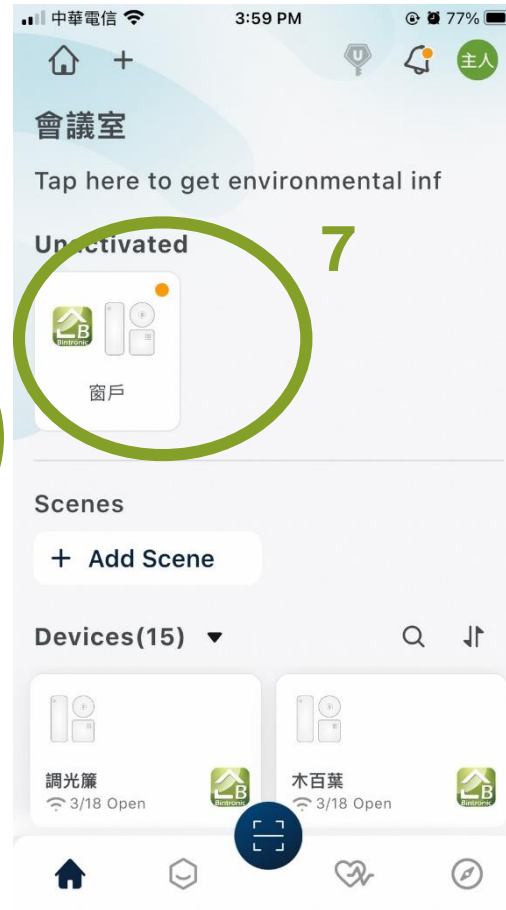 中華電信 3:59 PM 77%
+ U 主人
會議室
Tap here to get environmental inf
Unactivated
7
B
Bintronic
窗戶
Scenes
+ Add Scene
Devices(15)
調光簾
3/18 Open
B
Bintronic
木百葉
3/18 Open
B
Bintronic